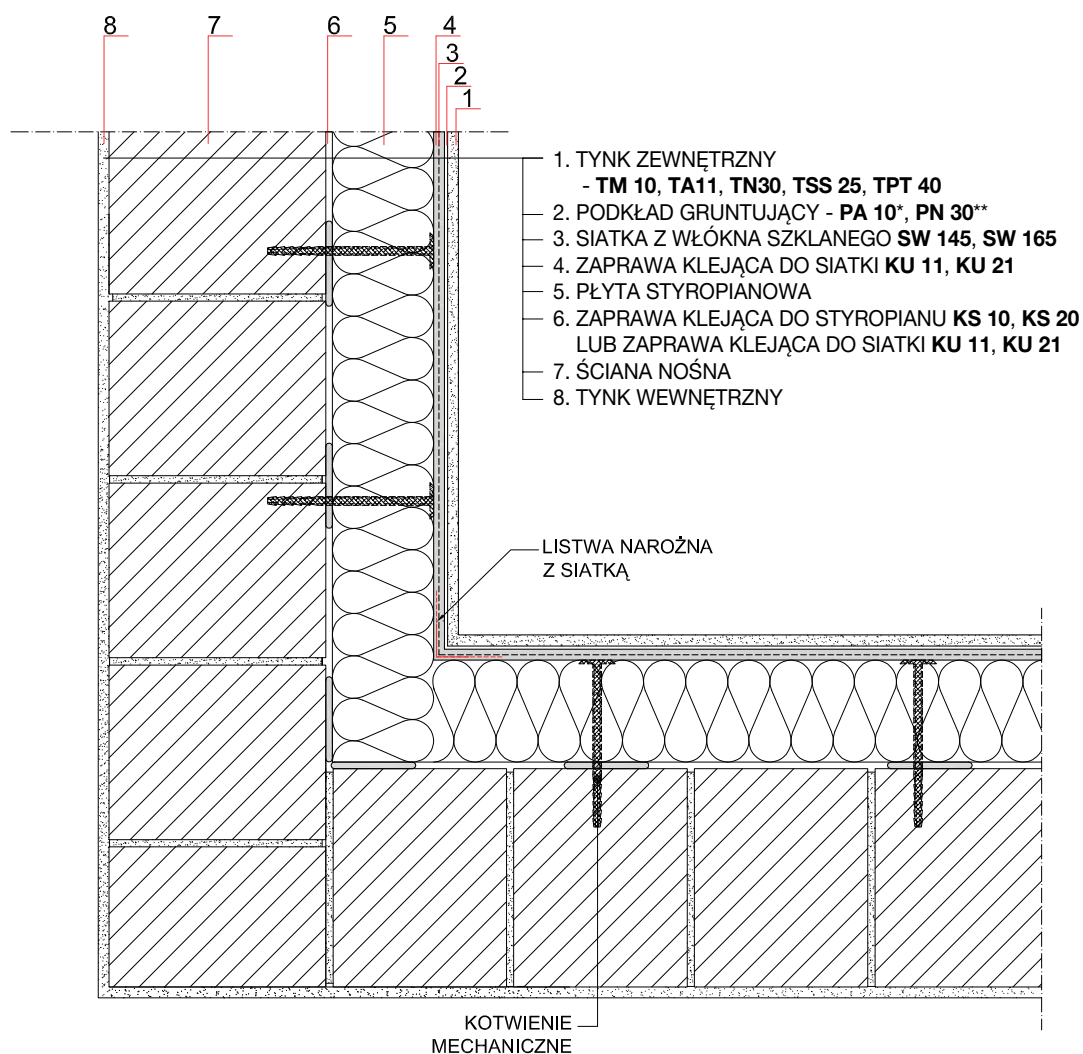 8 7 6 5 4
3
2
1
1. TYNK ZEWNĘTRZNY
- TM 10, TA11, TN30, TSS 25, TPT 40
2. PODKŁAD GRUNTUJĄCY - PA 10*, PN 30**
3. SIATKA Z WŁÓKNA SZKLANEGO SW 145, SW 165
4. ZAPRAWA KLEJĄCA DO SIATKI KU 11, KU 21
5. PŁYTA STYROPIANOWA
6. ZAPRAWA KLEJĄCA DO STYROPIANU KS 10, KS 20
LUB ZAPRAWA KLEJĄCA DO SIATKI KU 11, KU 21
7. ŚCIANA NOŚNA
8. TYNK WEWNĘTRZNY
LISTWA NAROŻNA
Z SIATKĄ
KOTWIENIE
MECHANICZNE